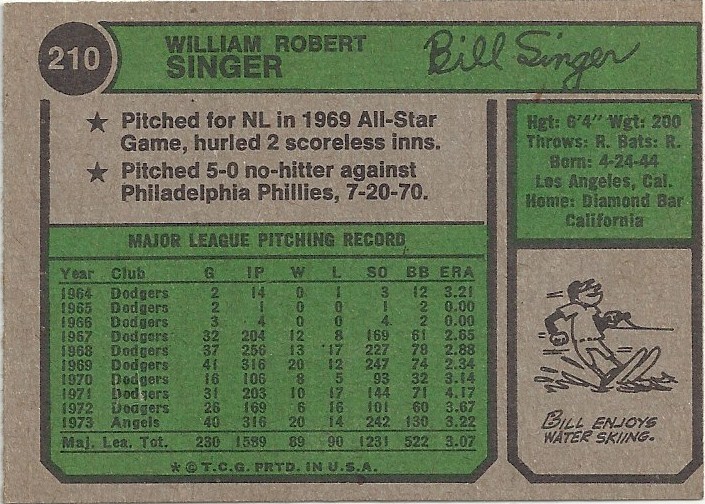 210
WILLIAM ROBERT
SINGER
Bill Singer
★ Pitched for NL in 1969 All-Star
Game, hurled 2 scoreless inns.
★ Pitched 5-0 no-hitter against
Philadelphia Phillies, 7-20-70.
Hgt: 6'4" Wgt: 200
Throws: R. Bats: R.
Born: 4-24-44
Los Angeles, Cal.
Home: Diamond Bar
California
MAJOR LEAGUE PITCHING RECORD
Year Club G IP W L SO BB ERA
1964 Dodgers 2 14 0 1 3 12 3.21
1965 Dodgers 2 1 0 0 1 2 0.00
1966 Dodgers 3 4 0 0 4 2 0.00
1967 Dodgers 32 204 12 8 169 61 2.65
1968 Dodgers 37 256 13 17 227 78 2.88
1969 Dodgers 41 316 20 12 247 74 2.34
1970 Dodgers 16 106 8 5 93 32 3.14
1971 Dodgers 31 203 10 17 144 71 4.17
1972 Dodgers 26 169 6 16 101 60 3.67
1973 Angels 40 316 20 14 242 130 3.22
Maj. Lea. Tot. 230 1589 89 90 1231 522 3.07
* © T.C.G. PRTD. IN U.S.A.
BILL ENJOYS
WATER SKIING.